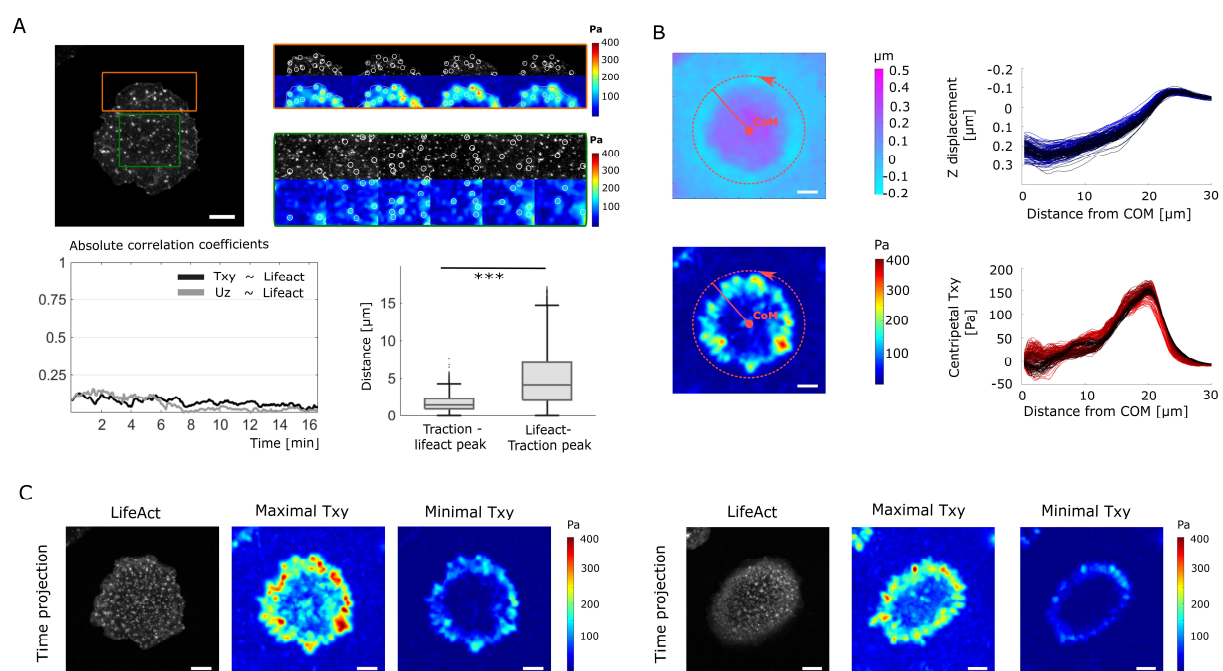 A
Pa
400
300
200
100
Pa
400
300
200
100
Absolute correlation coefficients
1
0.75
0.5
0.25
Txy ~ Lifeact
Uz ~ Lifeact
2 4 6 8 10 12 14 16
Time [min]
***
Distance [µm]
15
10
5
0
Traction -
lifeact peak
Lifeact-
Traction peak
B
CoM
µm
0.5
0.4
0.3
0.2
0.1
0
-0.1
-0.2
Z displacement
[µm]
-0.2
-0.1
0
0.1
0.2
0.3
0 10 20 30
Distance from COM [µm]
CoM
Pa
400
300
200
100
Centripetal Txy
[Pa]
200
150
100
50
0
-50
0 5 10 15 20 25 30
Distance from COM [µm]
C
Time projection
LifeAct
Maximal Txy
Minimal Txy
Pa
400
300
200
100
Time projection
LifeAct
Maximal Txy
Minimal Txy
Pa
400
300
200
100